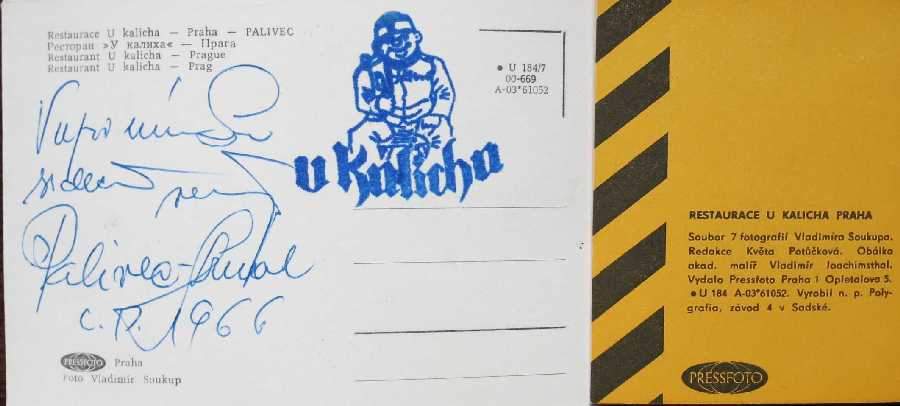 Restaurace U kalicha — Praha — PALIVEC
Ресторан »У калиха« — Прага
Restaurant U kalicha — Prague
Restaurant U kalicha — Prag
● U 184/7
00-669
A-03*61052
U Kalicha
Palivec
1966
PRESSFOTO Praha
Foto Vladimír Soukup
RESTAURACE U KALICHA PRAHA
Soubor 7 fotografií Vladimíra Soukupa.
Redakce Květa Potůčková. Obálka
akad. malíř Vladimír Joachimsthal.
Vydalo Pressfoto Praha 1 Opletalova 5.
● U 184 A-03*61052. Vyrobil n. p. Poly-
grafia, závod 4 v Sadské.
PRESSFOTO